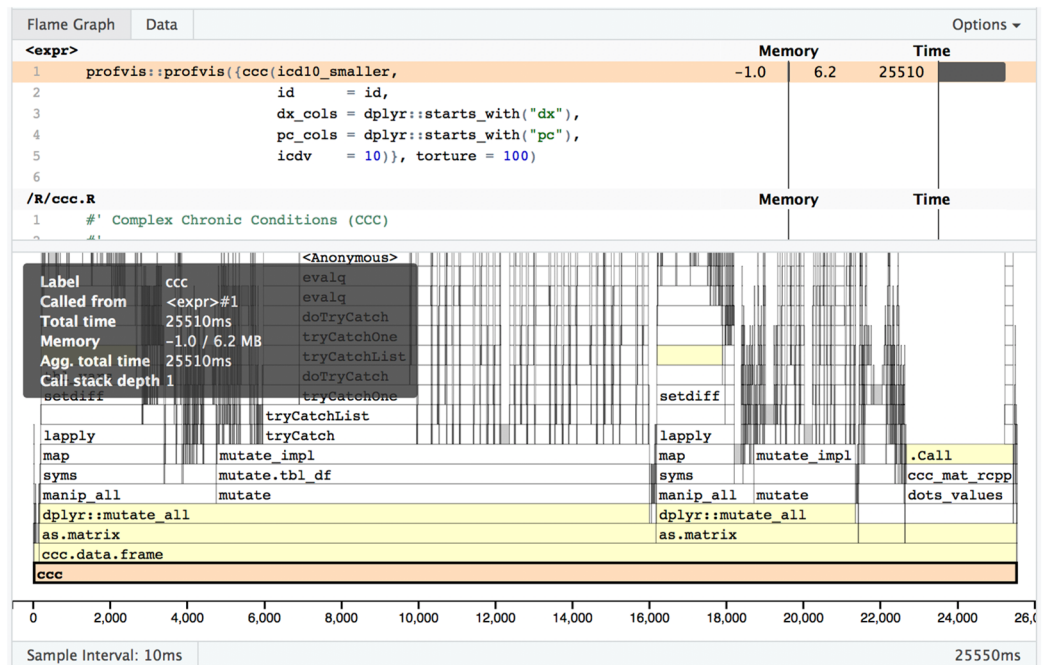 Flame Graph Data Options
<expr> Memory Time
1 profvis::profvis({ccc(icd10_smaller, -1.0 6.2 25510
2 id = id,
3 dx_cols = dplyr::starts_with("dx"),
4 pc_cols = dplyr::starts_with("pc"),
5 icdv = 10)}, torture = 100)
6
/R/ccc.R Memory Time
1 #' Complex Chronic Conditions (CCC)
<Anonymous>
Label ccc evalq
Called from <expr>#1 evalq
Total time 25510ms doTryCatch
Memory -1.0 / 6.2 MB tryCatchOne
Agg. total time 25510ms tryCatchList
Call stack depth 1 doTryCatch
setdiff tryCatchOne setdiff
tryCatchList
lapply tryCatch lapply
map mutate_impl map mutate_impl .Call
syms mutate.tbl_df syms ccc_mat_rcpp
manip_all mutate manip_all mutate dots_values
dplyr::mutate_all dplyr::mutate_all
as.matrix as.matrix
ccc.data.frame
ccc
0 2,000 4,000 6,000 8,000 10,000 12,000 14,000 16,000 18,000 20,000 22,000 24,000 26,0
Sample Interval: 10ms 25550ms